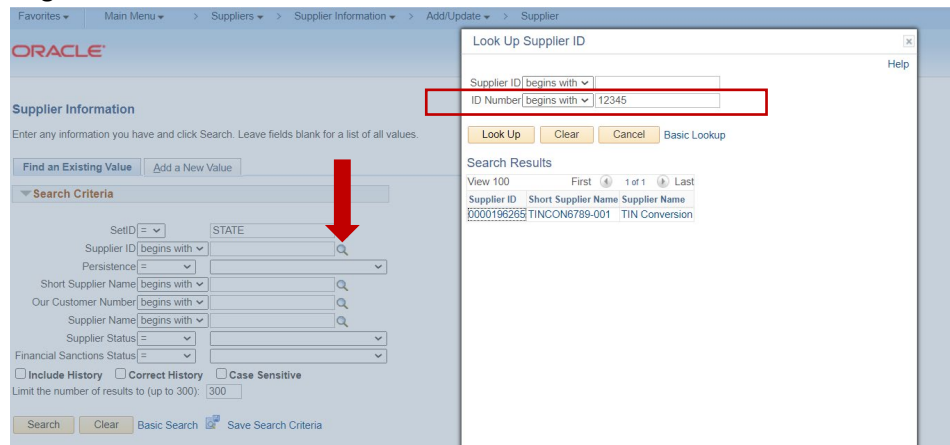 Favorites Main Menu > Suppliers > Supplier Information > Add/Update > Supplier
ORACLE
Supplier Information
Enter any information you have and click Search. Leave fields blank for a list of all values.
Find an Existing Value Add a New Value
Search Criteria
SetID = STATE
Supplier ID begins with
Persistence =
Short Supplier Name begins with
Our Customer Number begins with
Supplier Name begins with
Supplier Status =
Financial Sanctions Status =
Include History Correct History Case Sensitive
Limit the number of results to (up to 300): 300
Search Clear Basic Search Save Search Criteria
Look Up Supplier ID
x
Help
Supplier ID begins with
ID Number begins with 12345
Look Up Clear Cancel Basic Lookup
Search Results
View 100 First 1 of 1 Last
Supplier ID Short Supplier Name Supplier Name
0000196265 TINCON6789-001 TIN Conversion